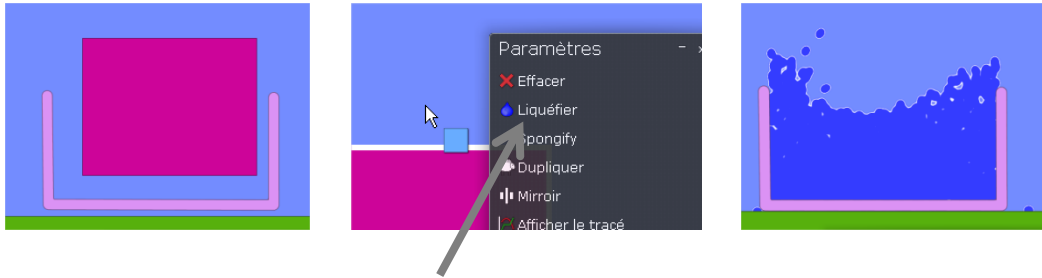 Paramètres
Effacer
Liquéfier
Spongify
Dupliquer
Mirroir
Afficher le tracé